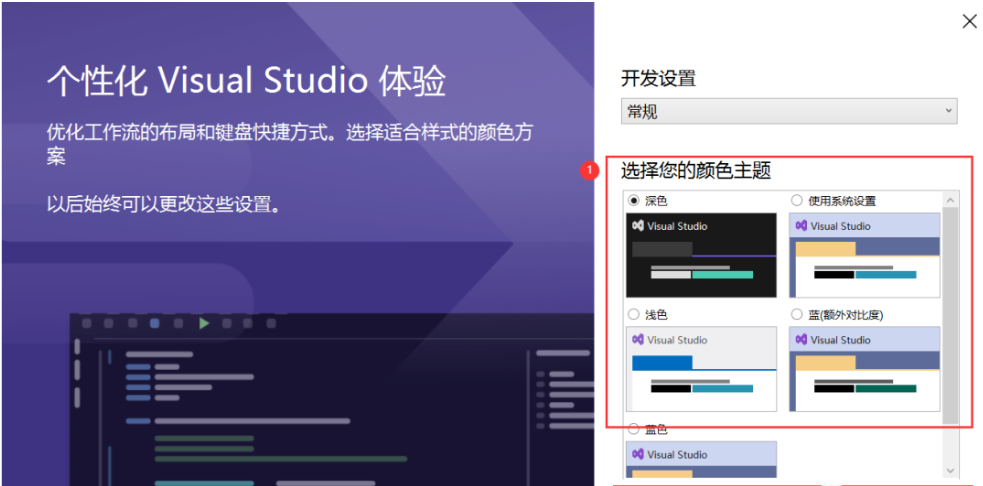 个性化 Visual Studio 体验
优化工作流的布局和键盘快捷方式。选择适合样式的颜色方
案
以后始终可以更改这些设置。
开发设置
常规
1
选择您的颜色主题
深色
使用系统设置
Visual Studio
Visual Studio
浅色
蓝(额外对比度)
Visual Studio
Visual Studio
蓝色
Visual Studio